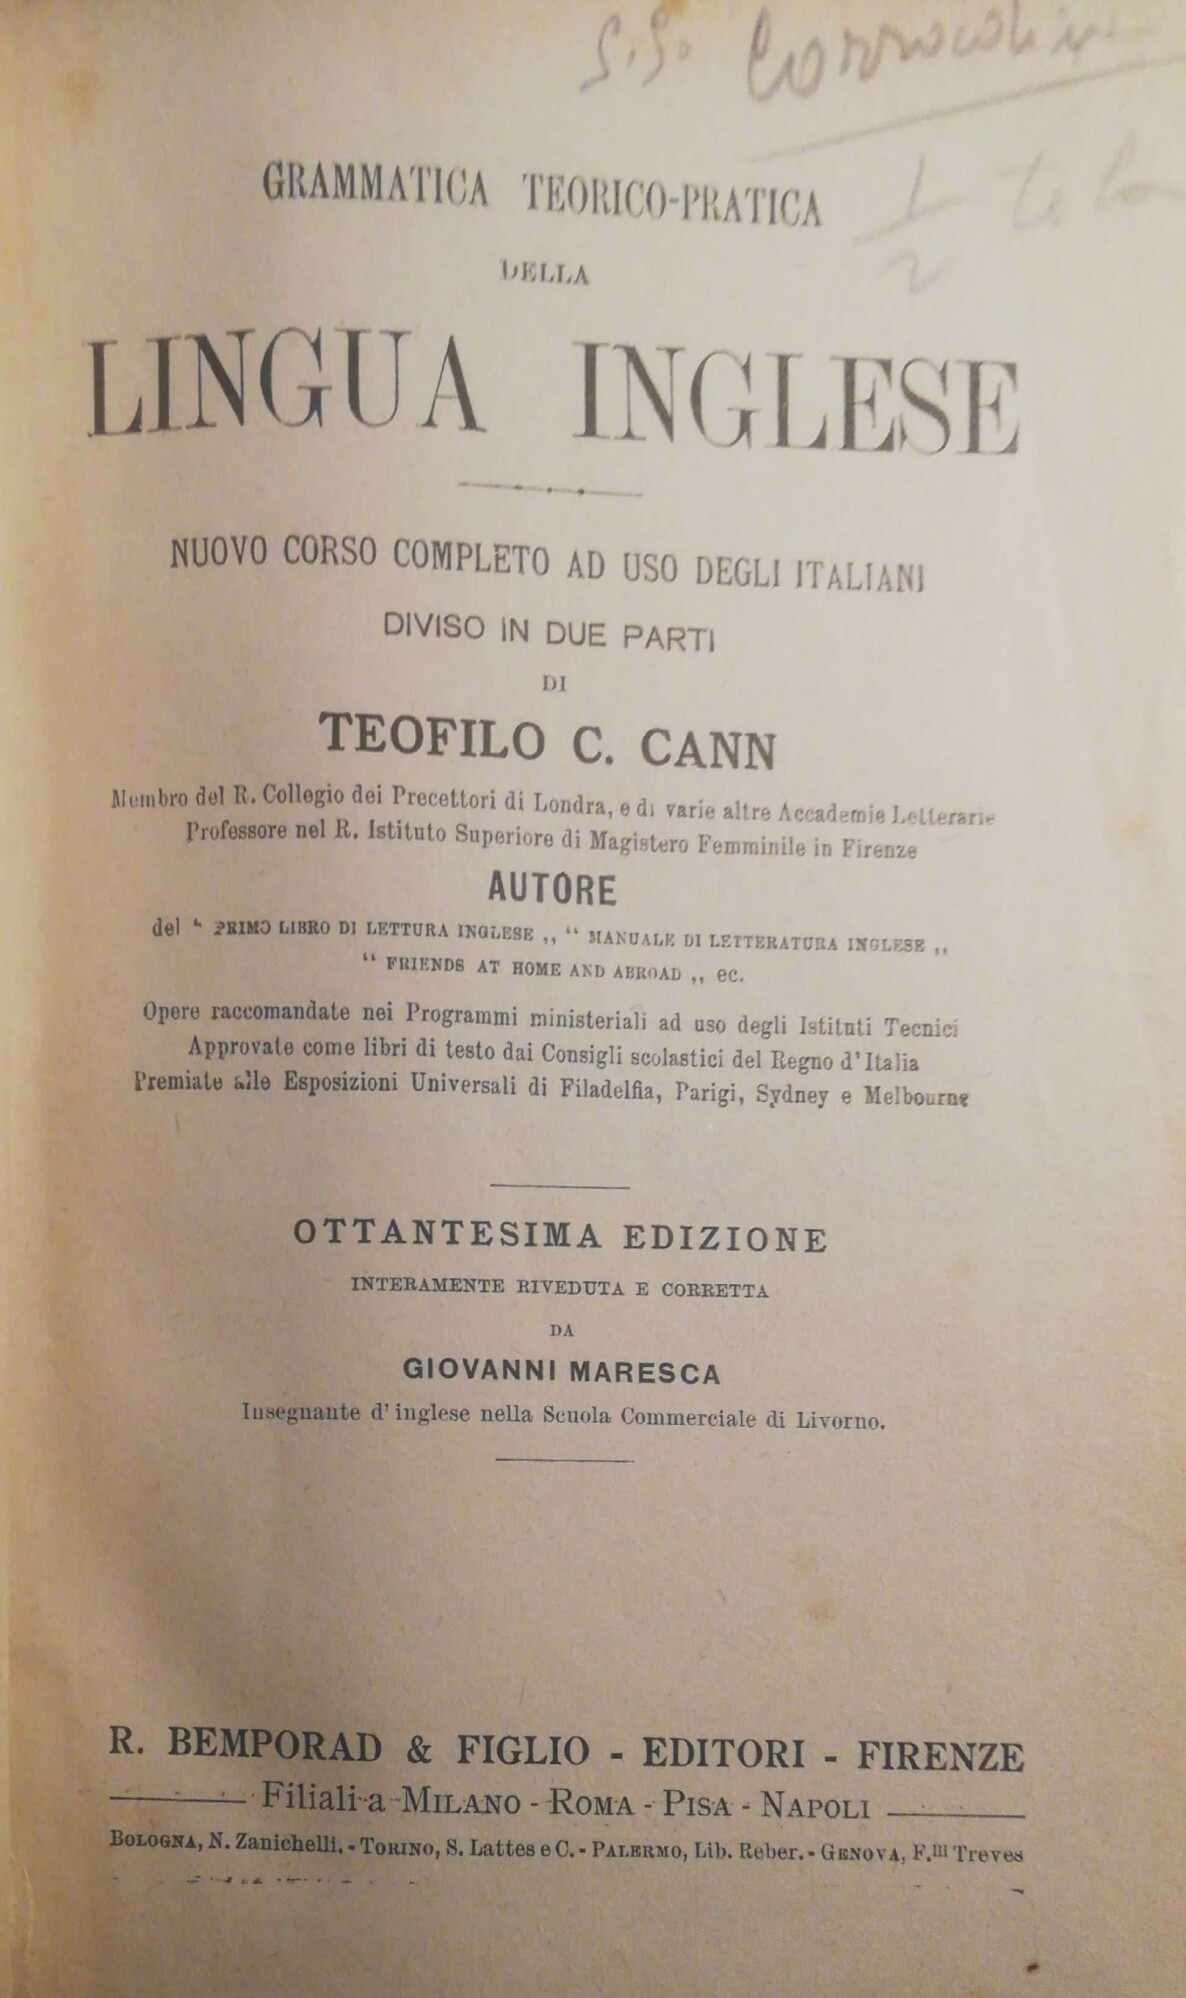 GRAMMATICA TEORICO-PRATICA
DELLA
LINGUA INGLESE
NUOVO CORSO COMPLETO AD USO DEGLI ITALIANI
DIVISO IN DUE PARTI
DI
TEOFILO C. CANN
Membro del R. Collegio dei Precettori di Londra, e di varie altre Accademie Letterarie
Professore nel R. Istituto Superiore di Magistero Femminile in Firenze
AUTORE
del “ PRIMO LIBRO DI LETTURA INGLESE „ “ MANUALE DI LETTERATURA INGLESE „
“ FRIENDS AT HOME AND ABROAD „ ec.
Opere raccomandate nei Programmi ministeriali ad uso degli Istituti Tecnici
Approvate come libri di testo dai Consigli scolastici del Regno d' Italia
Premiate alle Esposizioni Universali di Filadelfia, Parigi, Sydney e Melbourne
OTTANTESIMA EDIZIONE
INTERAMENTE RIVEDUTA E CORRETTA
DA
GIOVANNI MARESCA
Insegnante d' inglese nella Scuola Commerciale di Livorno.
R. BEMPORAD & FIGLIO - EDITORI - FIRENZE
Filiali a MILANO - ROMA - PISA - NAPOLI
BOLOGNA, N. Zanichelli. - TORINO, S. Lattes e C. - PALERMO, Lib. Reber. - GENOVA, F.lli Treves